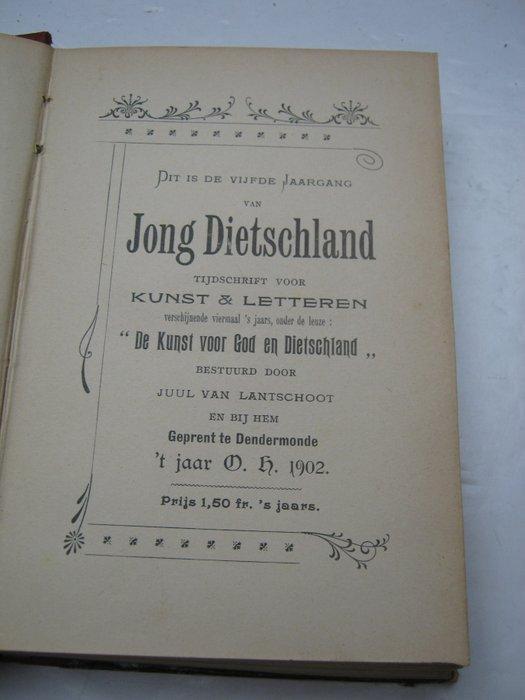 Dit is de vijfde Jaargang
van
Jong Dietschland
Tijdschrift voor
Kunst & Letteren
verschijnende viermaal 's jaars, onder de leuze :
“ De Kunst voor God en Dietschland „
bestuurd door
Juul van Lantschoot
en bij hem
Geprent te Dendermonde
't jaar O. H. 1902.
Prijs 1,50 fr. 's jaars.